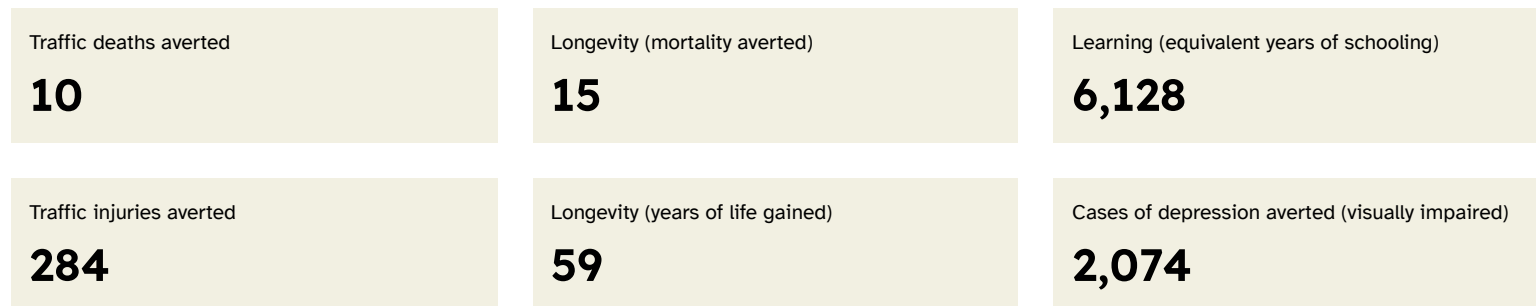 Traffic deaths averted
10
Longevity (mortality averted)
15
Learning (equivalent years of schooling)
6,128
Traffic injuries averted
284
Longevity (years of life gained)
59
Cases of depression averted (visually impaired)
2,074